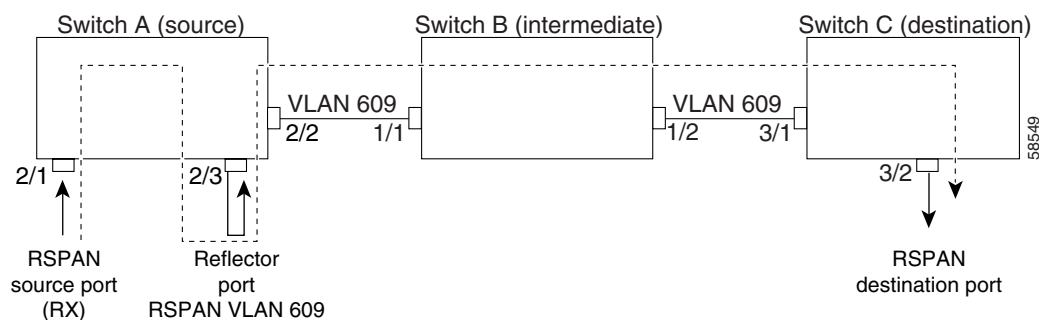 Switch A (source)
Switch B (intermediate)
Switch C (destination)
VLAN 609
VLAN 609
2/2
1/1
1/2
3/1
2/1
2/3
3/2
58549
RSPAN
source port
(RX)
Reflector
port
RSPAN VLAN 609
RSPAN
destination port